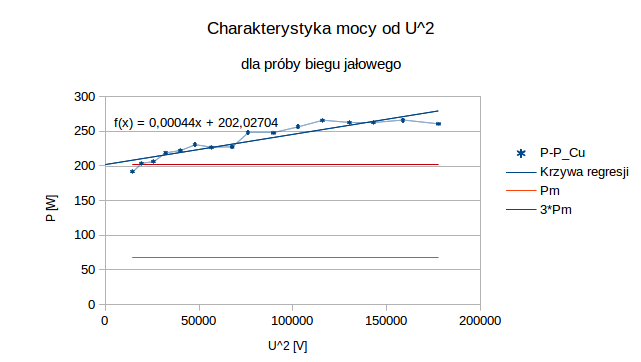 Charakterystyka mocy od U^2
dla próby biegu jałowego
300
250
200
150
100
50
0
f(x) = 0,00044x + 202,02704
P [W]
0
50000
100000
150000
200000
U^2 [V]
P-P_Cu
Krzywa regresji
Pm
3*Pm